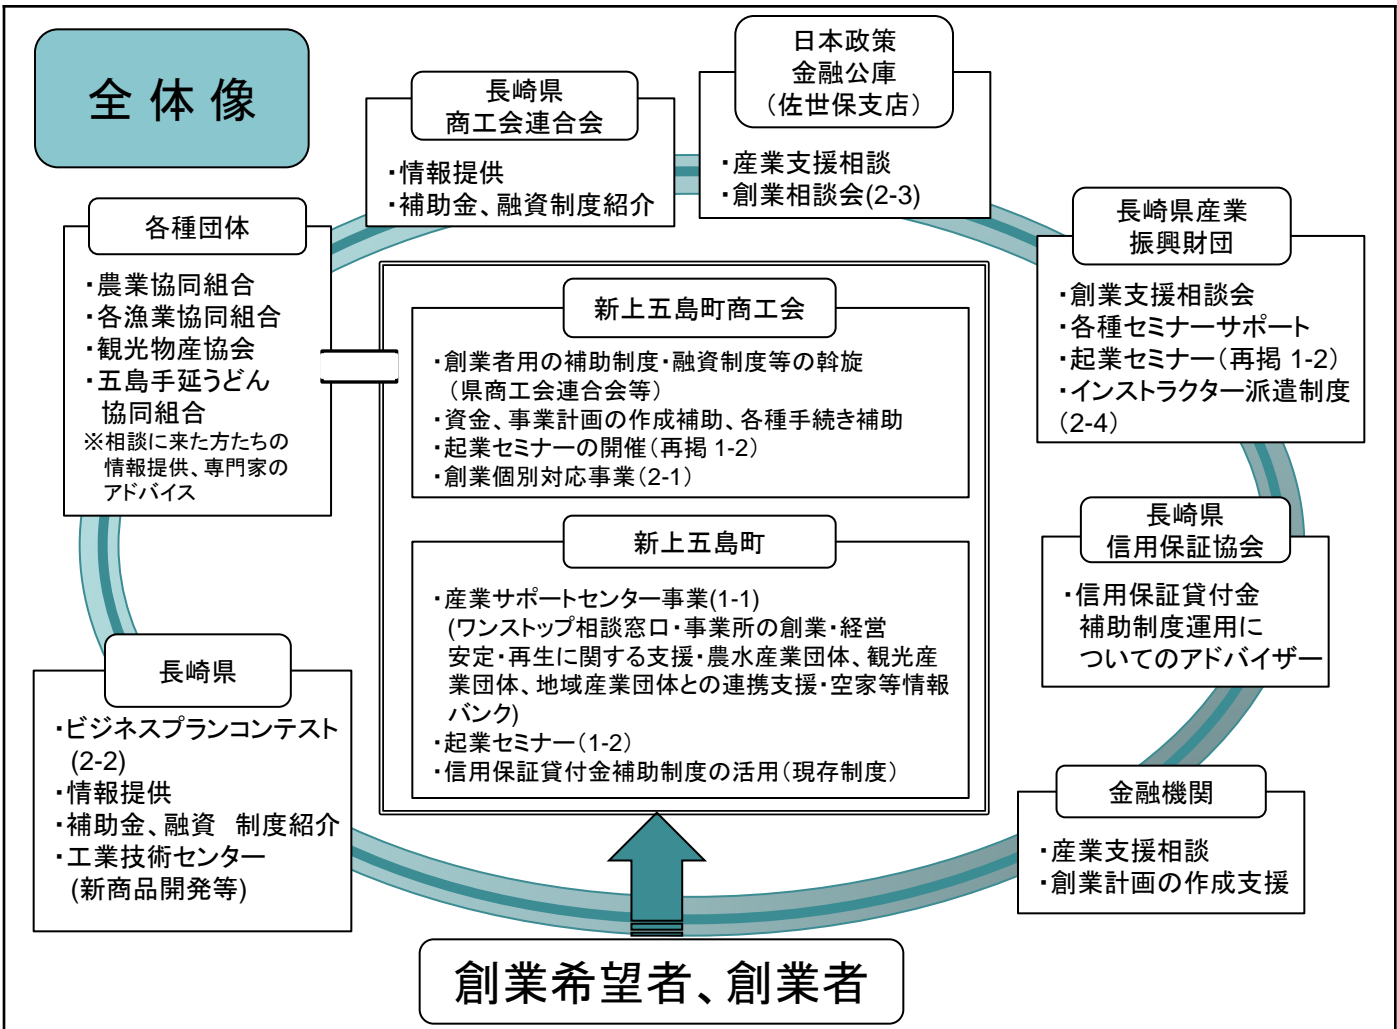 全体像
日本政策
金融公庫
（佐世保支店）
・産業支援相談
・創業相談会(2-3)
長崎県
商工会連合会
・情報提供
・補助金、融資制度紹介
各種団体
・農業協同組合
・各漁業協同組合
・観光物産協会
・五島手延うどん
協同組合
※相談に来た方たちの
情報提供、専門家の
アドバイス
長崎県産業
振興財団
・創業支援相談会
・各種セミナーサポート
・起業セミナー（再掲 1-2）
・インストラクター派遣制度
(2-4)
新上五島町商工会
・創業者用の補助制度・融資制度等の斡旋
（県商工会連合会等）
・資金、事業計画の作成補助、各種手続き補助
・起業セミナーの開催（再掲 1-2）
・創業個別対応事業(2-1)
新上五島町
・産業サポートセンター事業(1-1)
(ワンストップ相談窓口・事業所の創業・経営
安定・再生に関する支援・農水産業団体、観光産
業団体、地域産業団体との連携支援・空家等情報
バンク)
・起業セミナー（1-2）
・信用保証貸付金補助制度の活用（現存制度）
長崎県
信用保証協会
・信用保証貸付金
補助制度運用に
ついてのアドバイザー
長崎県
・ビジネスプランコンテスト
(2-2)
・情報提供
・補助金、融資　制度紹介
・工業技術センター
(新商品開発等)
金融機関
・産業支援相談
・創業計画の作成支援
創業希望者、創業者